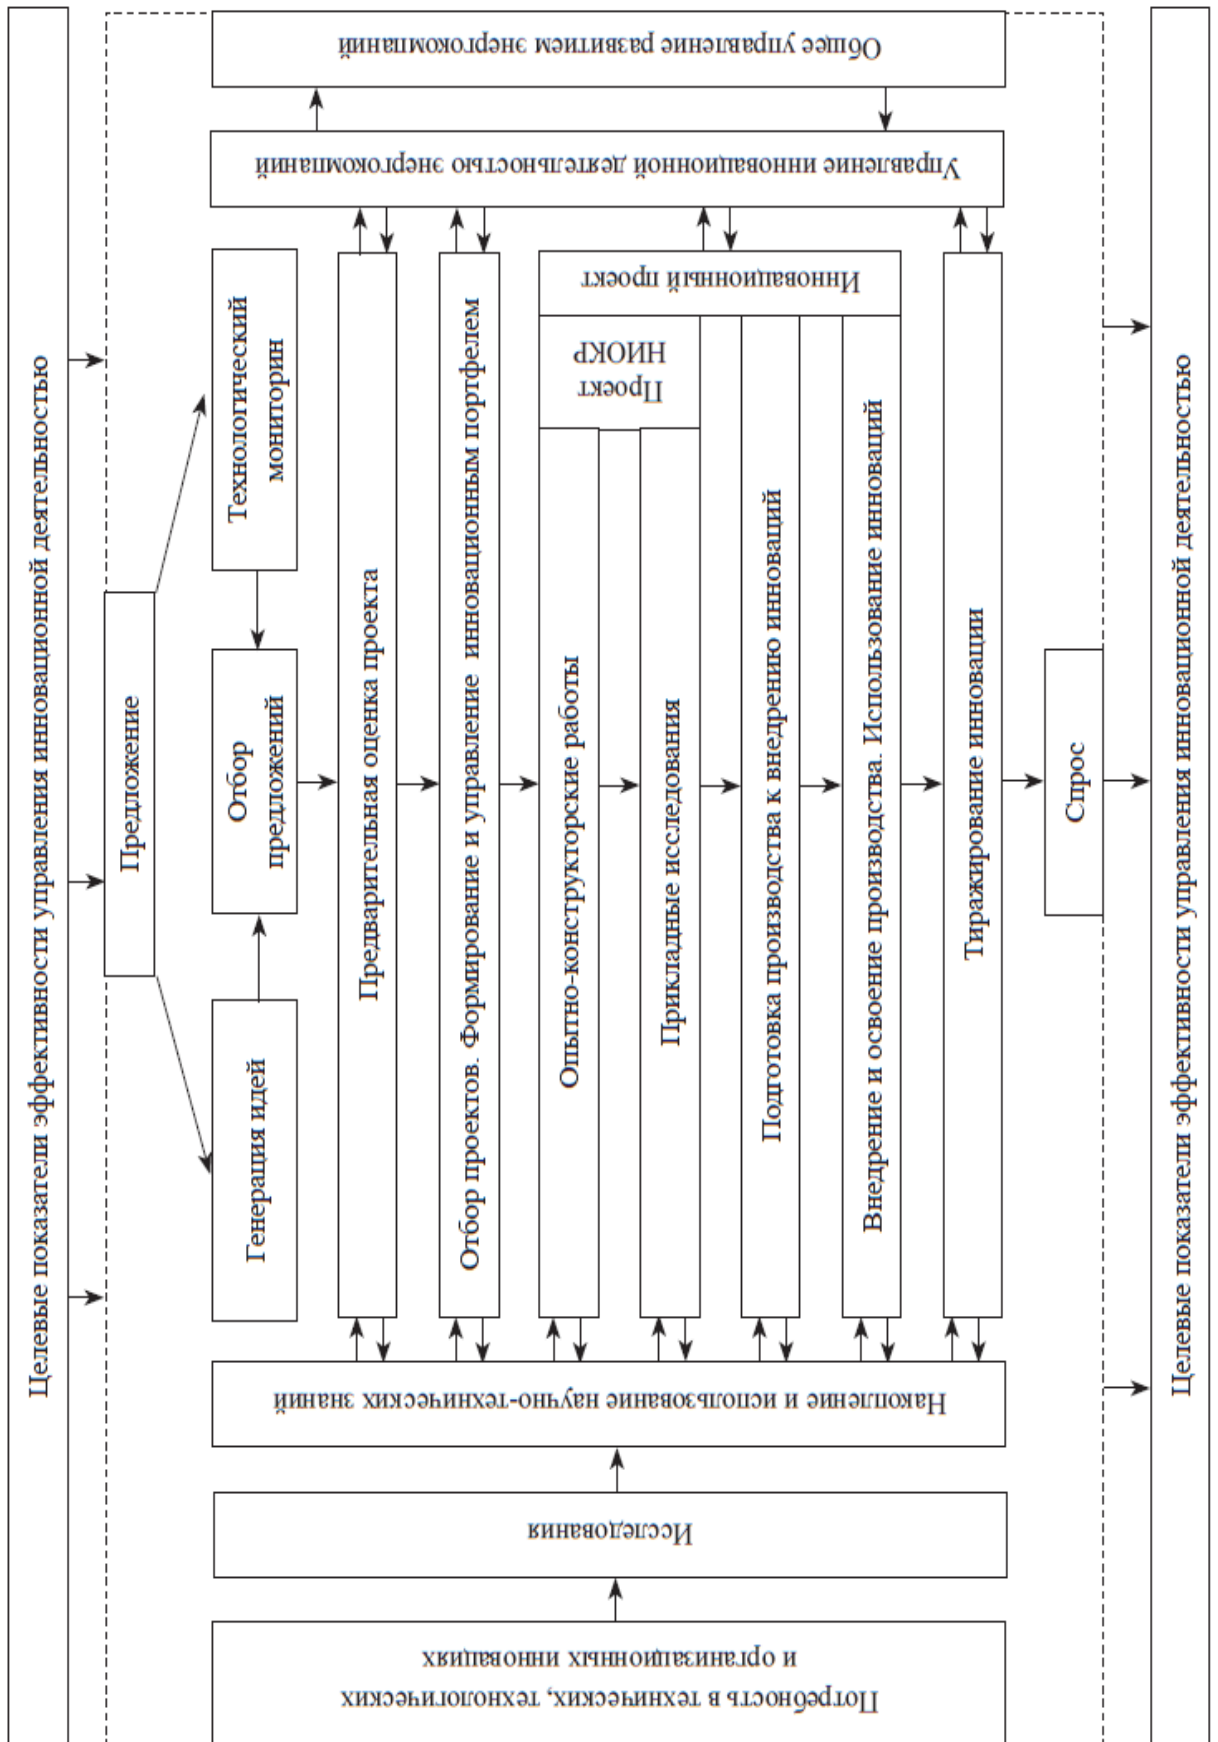 Целевые показатели эффективности управления инновационной деятельностью
Предложение
Генерация идей
Отбор
предложений
Технологический
мониторин
Предварительная оценка проекта
Отбор проектов. Формирование и управление инновационным портфелем
Опытно-конструкторские работы
Прикладные исследования
Проект
НИОКР
Инновационный проект
Подготовка производства к внедрению инноваций
Внедрение и освоение производства. Использование инноваций
Тиражирование инновации
Спрос
Потребность в технических, технологических
и организационных инновациях
Исследования
Накопление и использование научно-технических знаний
Управление инновационной деятельностью энергокомпаний
Общее управление развитием энергокомпаний
Целевые показатели эффективности управления инновационной деятельностью